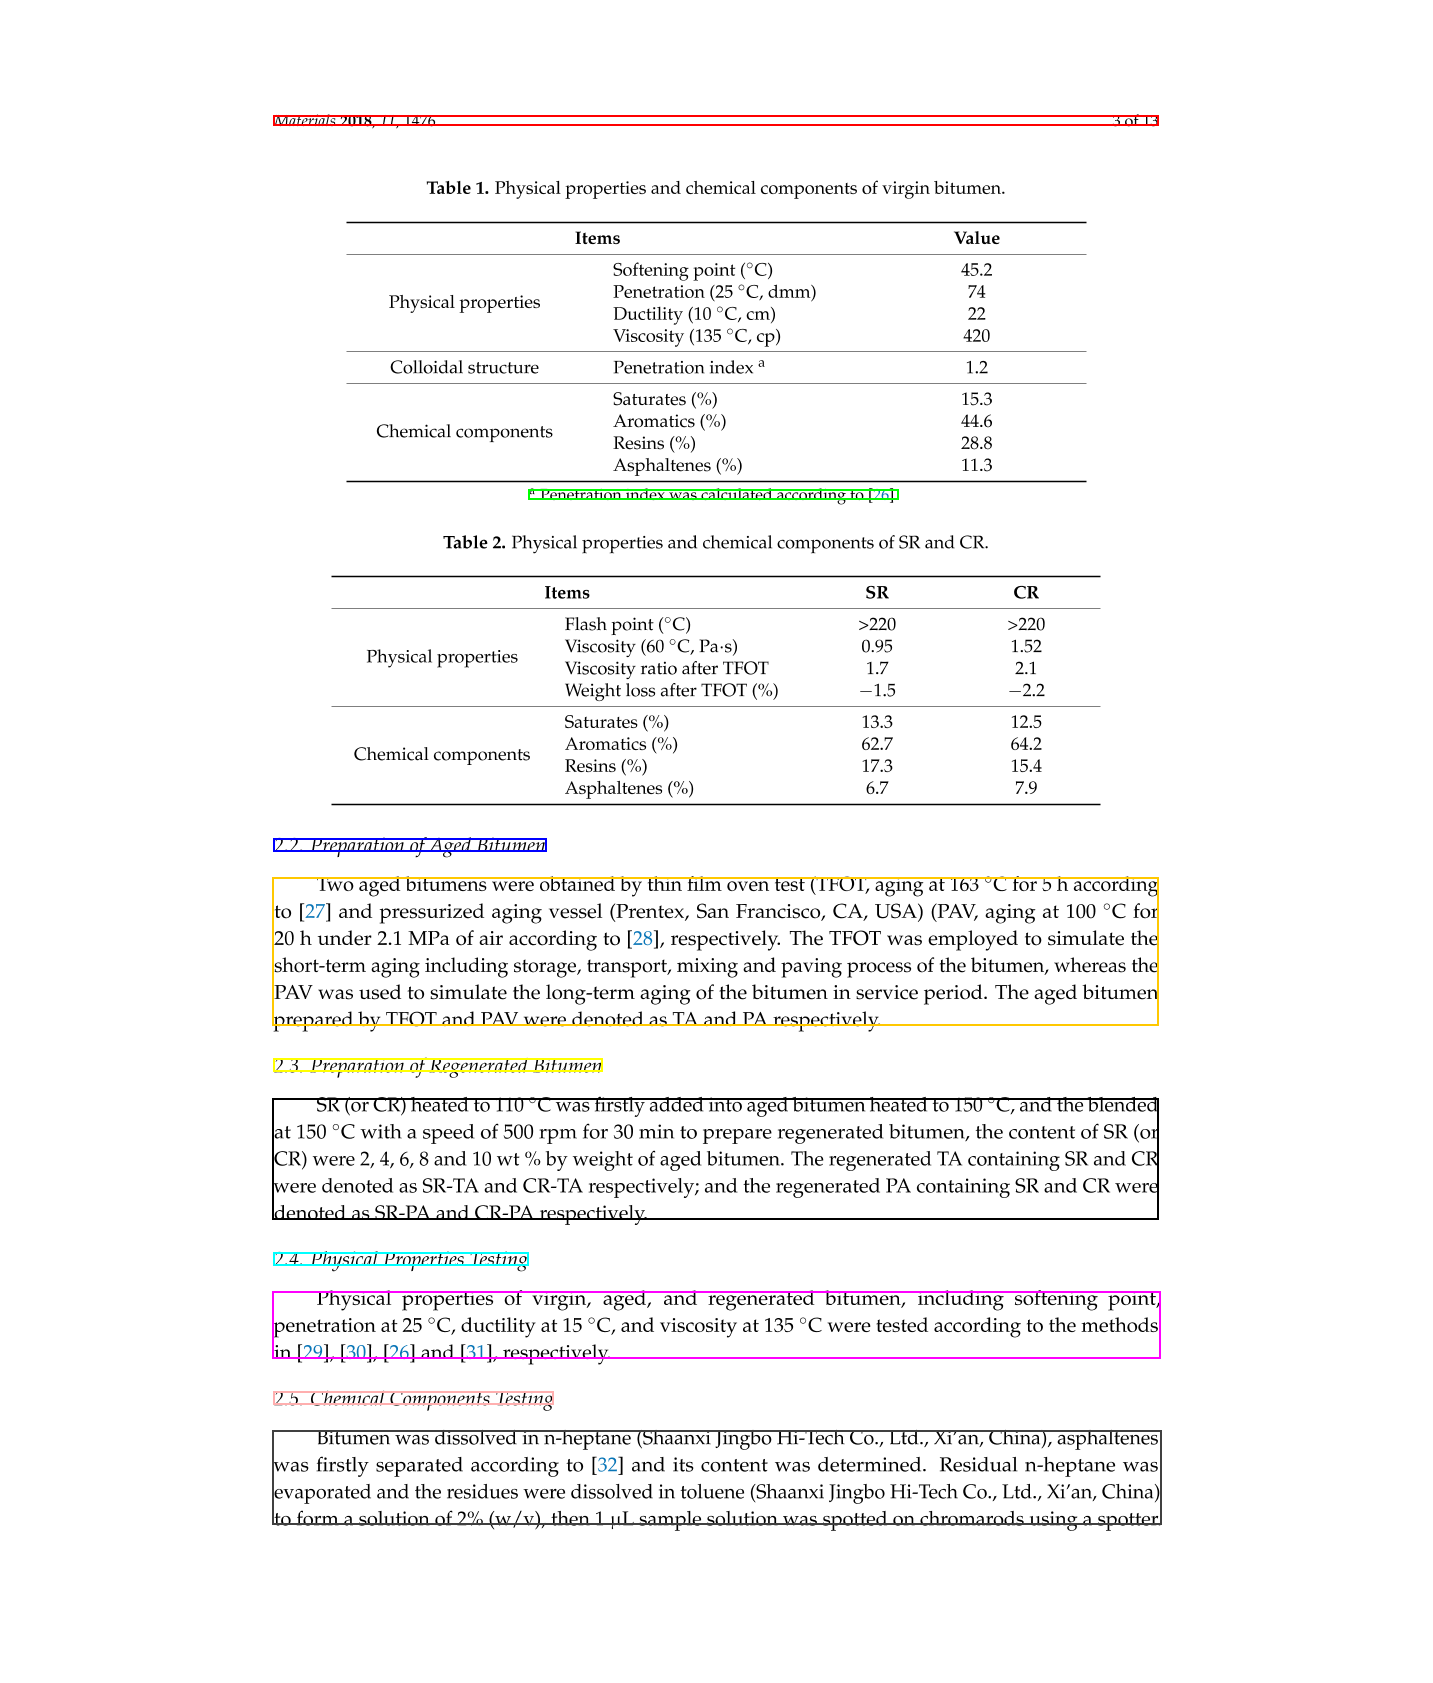 Materials 2018, 11, 1476 3 of 13
Table 1. Physical properties and chemical components of virgin bitumen.
Items Value
Physical properties
Softening point (°C) 45.2
Penetration (25 °C, dmm) 74
Ductility (10 °C, cm) 22
Viscosity (135 °C, cp) 420
Colloidal structure Penetration index a 1.2
Chemical components
Saturates (%) 15.3
Aromatics (%) 44.6
Resins (%) 28.8
Asphaltenes (%) 11.3
a Penetration index was calculated according to [26]
Table 2. Physical properties and chemical components of SR and CR.
Items SR CR
Physical properties
Flash point (°C) >220 >220
Viscosity (60 °C, Pa·s) 0.95 1.52
Viscosity ratio after TFOT 1.7 2.1
Weight loss after TFOT (%) −1.5 −2.2
Chemical components
Saturates (%) 13.3 12.5
Aromatics (%) 62.7 64.2
Resins (%) 17.3 15.4
Asphaltenes (%) 6.7 7.9
2.2. Preparation of Aged Bitumen
Two aged bitumens were obtained by thin film oven test (TFOT, aging at 163 °C for 5 h according
to [27] and pressurized aging vessel (Prentex, San Francisco, CA, USA) (PAV, aging at 100 °C for
20 h under 2.1 MPa of air according to [28], respectively. The TFOT was employed to simulate the
short-term aging including storage, transport, mixing and paving process of the bitumen, whereas the
PAV was used to simulate the long-term aging of the bitumen in service period. The aged bitumen
prepared by TFOT and PAV were denoted as TA and PA respectively.
2.3. Preparation of Regenerated Bitumen
SR (or CR) heated to 110 °C was firstly added into aged bitumen heated to 150 °C, and the blended
at 150 °C with a speed of 500 rpm for 30 min to prepare regenerated bitumen, the content of SR (or
CR) were 2, 4, 6, 8 and 10 wt % by weight of aged bitumen. The regenerated TA containing SR and CR
were denoted as SR-TA and CR-TA respectively; and the regenerated PA containing SR and CR were
denoted as SR-PA and CR-PA respectively.
2.4. Physical Properties Testing
Physical properties of virgin, aged, and regenerated bitumen, including softening point,
penetration at 25 °C, ductility at 15 °C, and viscosity at 135 °C were tested according to the methods
in [29], [30], [26] and [31], respectively.
2.5. Chemical Components Testing
Bitumen was dissolved in n-heptane (Shaanxi Jingbo Hi-Tech Co., Ltd., Xi’an, China), asphaltenes
was firstly separated according to [32] and its content was determined. Residual n-heptane was
evaporated and the residues were dissolved in toluene (Shaanxi Jingbo Hi-Tech Co., Ltd., Xi’an, China)
to form a solution of 2% (w/v), then 1 μL sample solution was spotted on chromarods using a spotter.